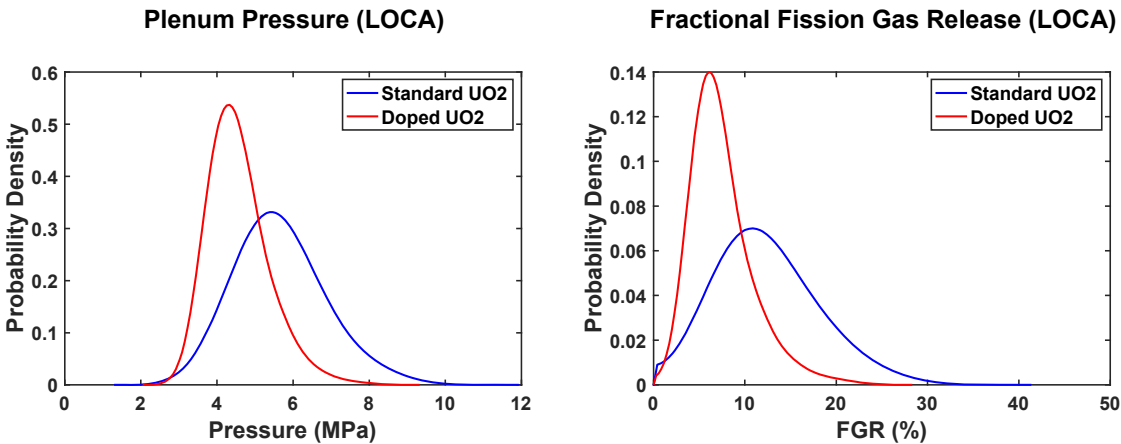 Plenum Pressure (LOCA)
Probability Density
0.6
0.5
0.4
0.3
0.2
0.1
0
0
2
4
6
8
10
12
Pressure (MPa)
Standard UO2
Doped UO2
Fractional Fission Gas Release (LOCA)
Probability Density
0.14
0.12
0.1
0.08
0.06
0.04
0.02
0
0
10
20
30
40
50
FGR (%)
Standard UO2
Doped UO2